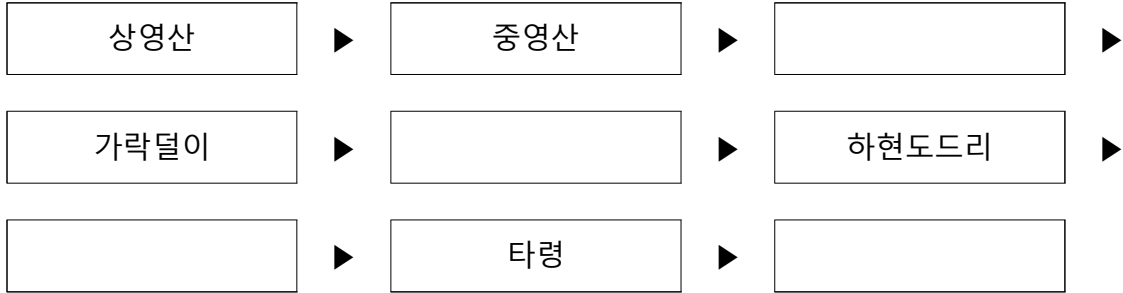 상영산 ▶ 중영산 ▶ ▶
가락덜이 ▶ ▶ 하현도드리 ▶
▶ 타령 ▶